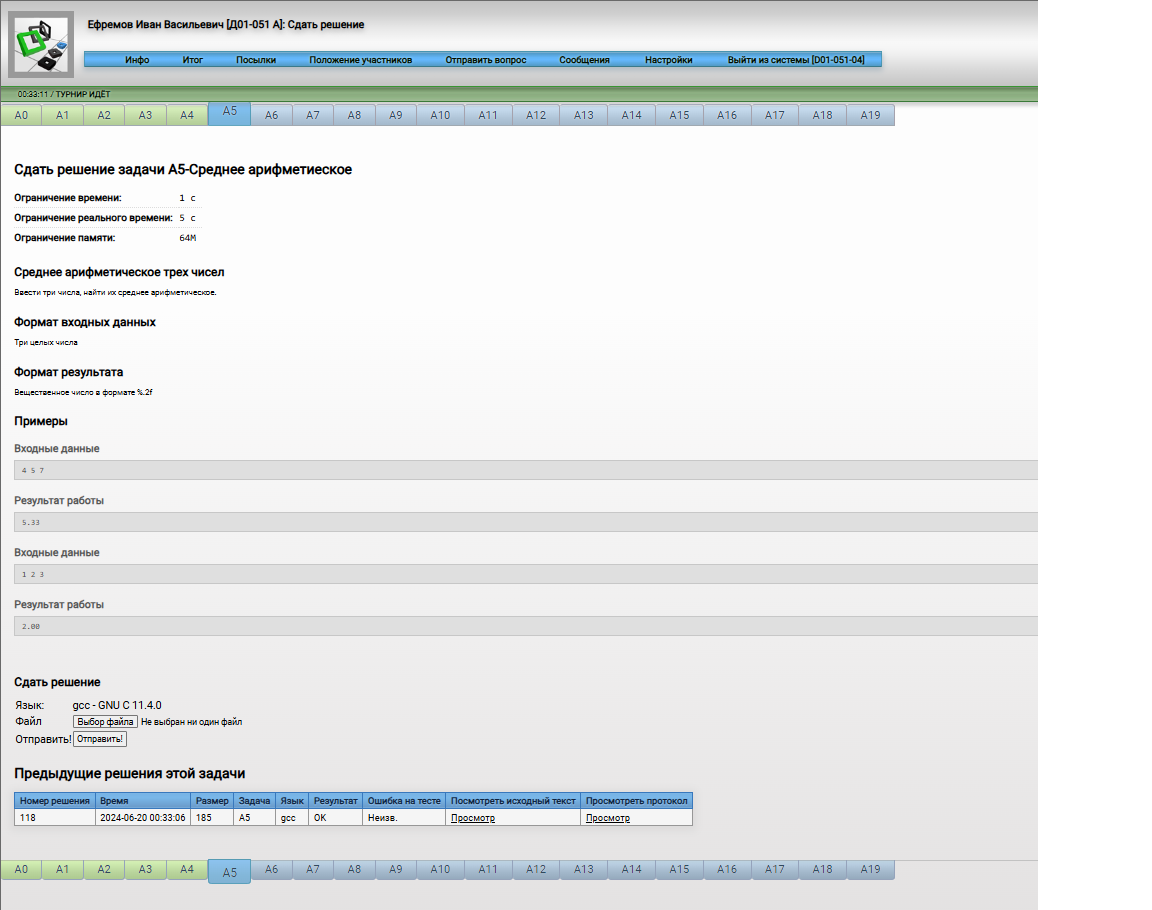 Ефремов Иван Васильевич [Д01-051 A]: Сдать решение
Инфо Итог Посылки Положение участников Отправить вопрос Сообщения Настройки Выйти из системы [D01-051-04]
00:33:11 / ТУРНИР ИДЁТ
A0 A1 A2 A3 A4 A5 A6 A7 A8 A9 A10 A11 A12 A13 A14 A15 A16 A17 A18 A19
Сдать решение задачи A5-Среднее арифметиеское
Ограничение времени: 1 с
Ограничение реального времени: 5 с
Ограничение памяти: 64M
Среднее арифметическое трех чисел
Ввести три числа, найти их среднее арифметическое.
Формат входных данных
Три целых числа
Формат результата
Вещественное число в формате %.2f
Примеры
Входные данные
4 5 7
Результат работы
5.33
Входные данные
1 2 3
Результат работы
2.00
Сдать решение
Язык: gcc - GNU C 11.4.0
Файл Выбор файла Не выбран ни один файл
Отправить! Отправить!
Предыдущие решения этой задачи
Номер решения Время Размер Задача Язык Результат Ошибка на тесте Посмотреть исходный текст Просмотреть протокол
118 2024-06-20 00:33:06 185 A5 gcc OK Неизв. Просмотр Просмотр
A0 A1 A2 A3 A4 A5 A6 A7 A8 A9 A10 A11 A12 A13 A14 A15 A16 A17 A18 A19